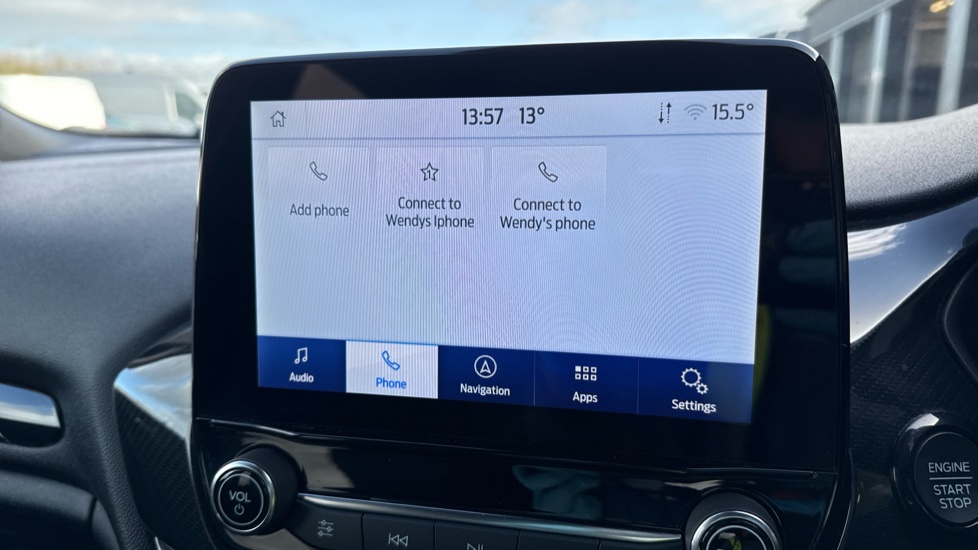 13:57 13° 15.5°
Add phone
1
Connect to
Wendys Iphone
Connect to
Wendy's phone
Audio
Phone
Navigation
Apps
Settings
VOL
ENGINE
START
STOP